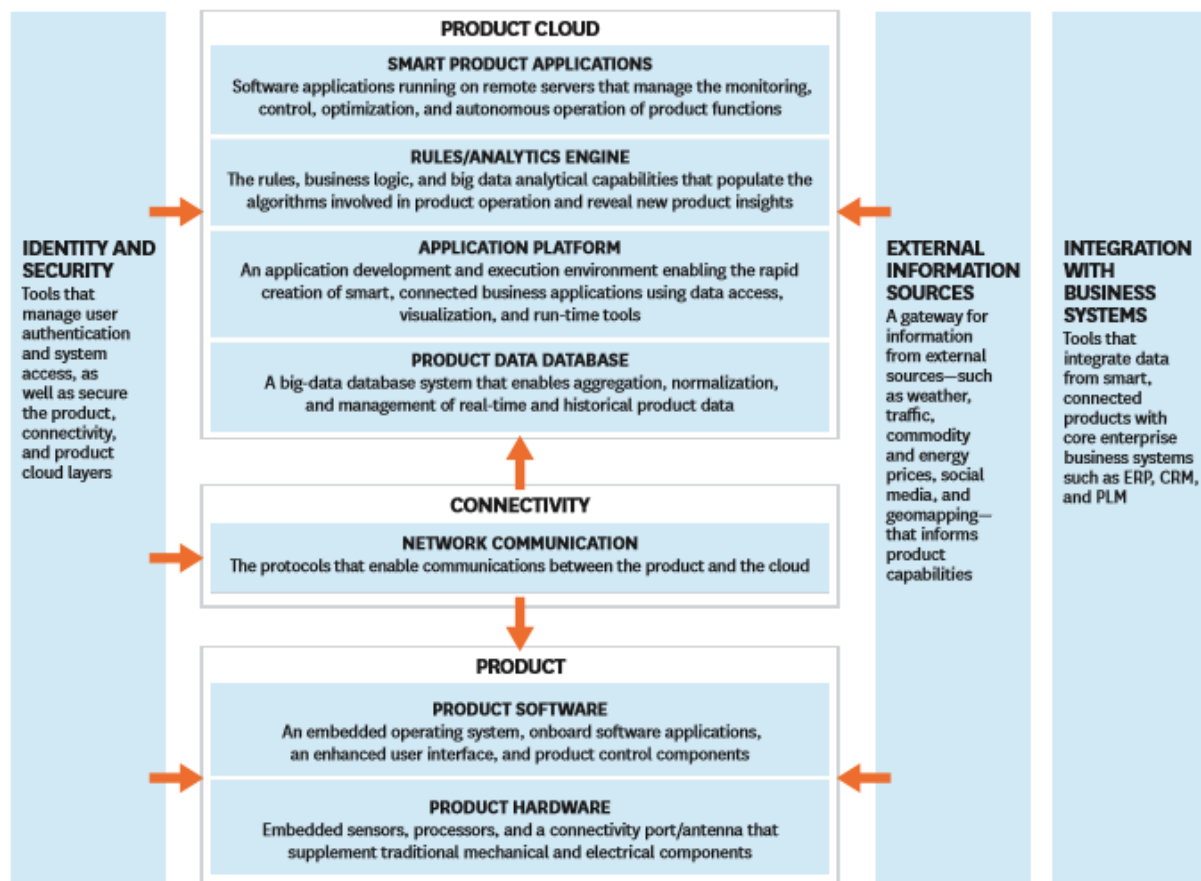 PRODUCT CLOUD
SMART PRODUCT APPLICATIONS
Software applications running on remote servers that manage the monitoring,
control, optimization, and autonomous operation of product functions
RULES/ANALYTICS ENGINE
The rules, business logic, and big data analytical capabilities that populate the
algorithms involved in product operation and reveal new product insights
APPLICATION PLATFORM
An application development and execution environment enabling the rapid
creation of smart, connected business applications using data access,
visualization, and run-time tools
PRODUCT DATA DATABASE
A big-data database system that enables aggregation, normalization,
and management of real-time and historical product data
CONNECTIVITY
NETWORK COMMUNICATION
The protocols that enable communications between the product and the cloud
PRODUCT
PRODUCT SOFTWARE
An embedded operating system, onboard software applications,
an enhanced user interface, and product control components
PRODUCT HARDWARE
Embedded sensors, processors, and a connectivity port/antenna that
supplement traditional mechanical and electrical components
IDENTITY AND
SECURITY
Tools that
manage user
authentication
and system
access, as
well as secure
the product,
connectivity,
and product
cloud layers
EXTERNAL
INFORMATION
SOURCES
A gateway for
information
from external
sources—such
as weather,
traffic,
commodity
and energy
prices, social
media, and
geomapping—
that informs
product
capabilities
INTEGRATION
WITH
BUSINESS
SYSTEMS
Tools that
integrate data
from smart,
connected
products with
core enterprise
business systems
such as ERP, CRM,
and PLM